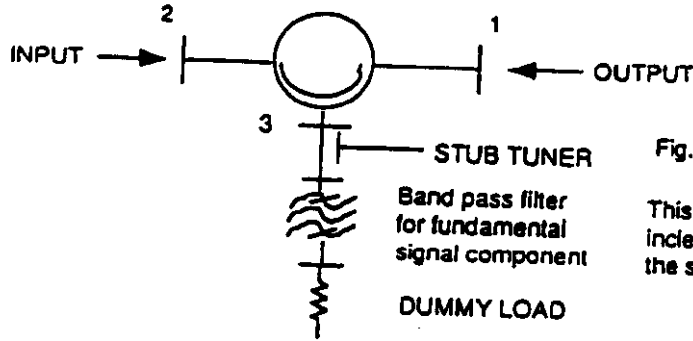 2
1
INPUT
OUTPUT
3
STUB TUNER
Fig.
Band pass filter
for fundamental
signal component
This
incle
the s
DUMMY LOAD